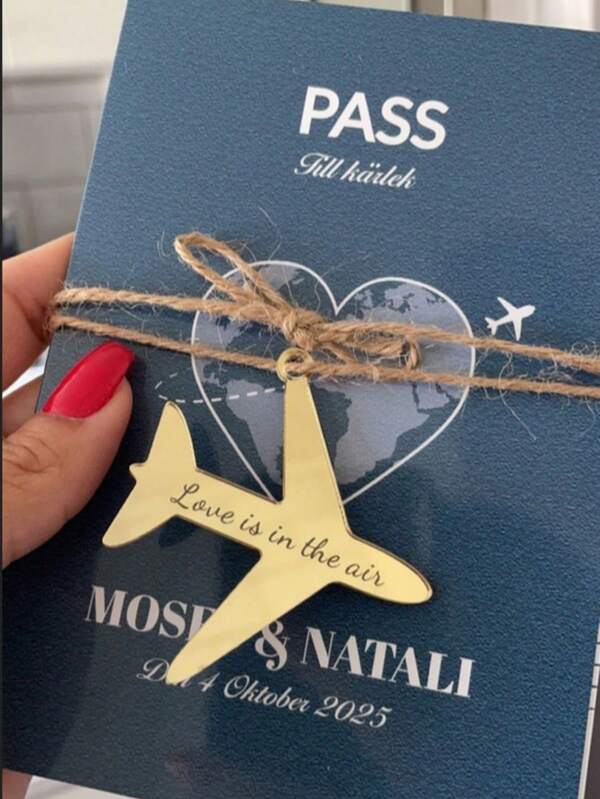 PASS
Till kärlek
Love is in the air
& NATALI
4 Oktober 2025